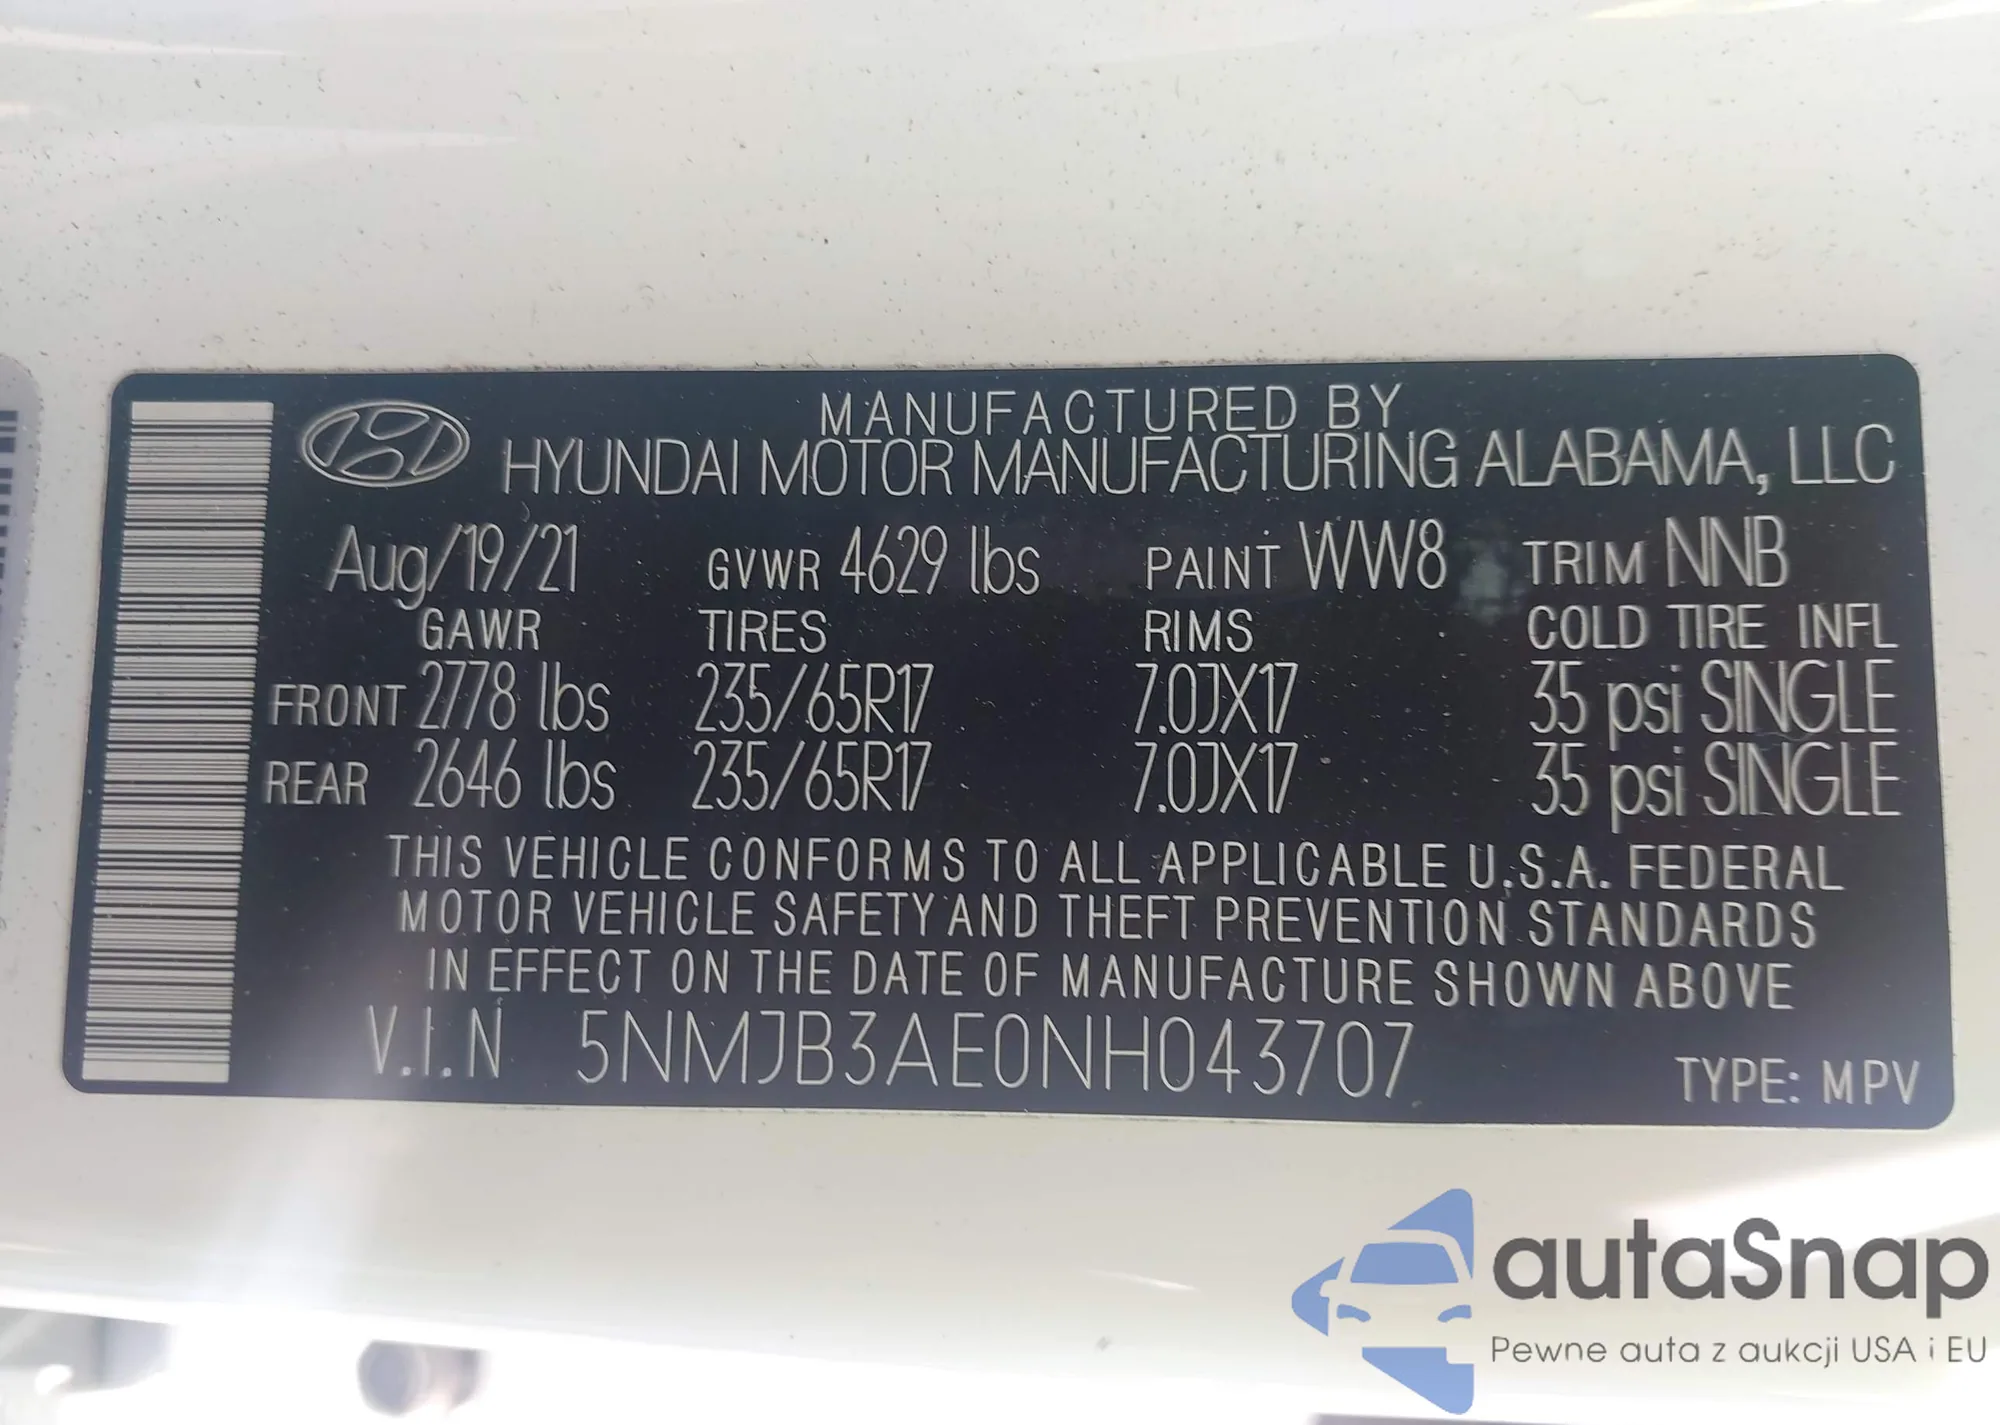 MANUFACTURED BY
HYUNDAI MOTOR MANUFACTURING ALABAMA, LLC
Aug/19/21 GVWR 4629 lbs PAINT WW8 TRIM NNB
GAWR TIRES RIMS COLD TIRE INFL
FRONT 2778 lbs 235/65R17 7.0JX17 35 psi SINGLE
REAR 2646 lbs 235/65R17 7.0JX17 35 psi SINGLE
THIS VEHICLE CONFORMS TO ALL APPLICABLE U.S.A. FEDERAL
MOTOR VEHICLE SAFETY AND THEFT PREVENTION STANDARDS
IN EFFECT ON THE DATE OF MANUFACTURE SHOWN ABOVE
V.I.N 5NMJB3AE0NH043707 TYPE: MPV
autaSnap
Pewne auta z aukcji USA i EU